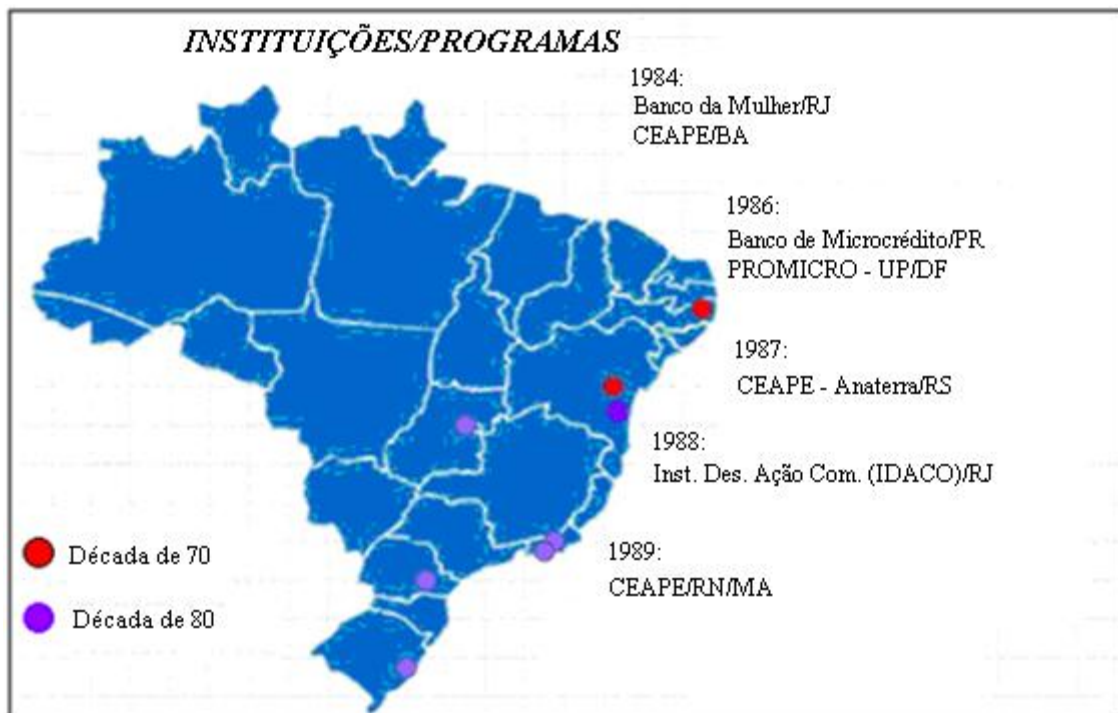 INSTITUIÇÕES/PROGRAMAS
1984:
Banco da Mulher/RJ
CEAPE/BA
1986:
Banco de Microcrédito/PR
PROMICRO - UP/DF
1987:
CEAPE - Anaterra/RS
1988:
Inst. Des. Ação Com. (IDACO)/RJ
1989:
CEAPE/RN/MA
Década de 70
Década de 80